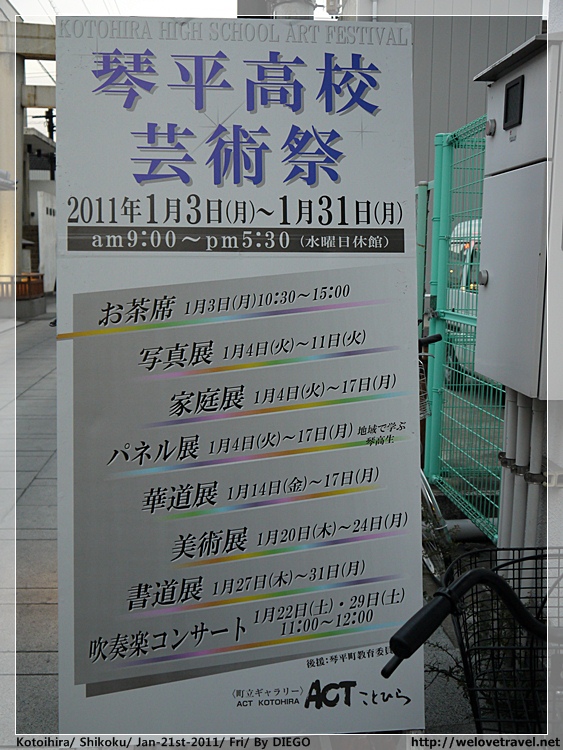 KOTOHIRA HIGH SCHOOL ART FESTIVAL
琴平高校
芸術祭
2011年1月3日(月)～1月31日(月)
am9:00～pm5:30（水曜日休館）
お茶席 1月3日(月)10:30～15:00
写真展 1月4日(火)～11日(火)
家庭展 1月4日(火)～17日(月)
パネル展 1月4日(火)～17日(月) 地域で学ぶ
琴高生
華道展 1月14日(金)～17日(月)
美術展 1月20日(木)～24日(月)
書道展 1月27日(木)～31日(月)
吹奏楽コンサート 1月22日(土)・29日(土)
11:00～12:00
後援：琴平町教育委員
〈町立ギャラリー〉
ACT KOTOHIRA
ACTことひら
Kotoihira/ Shikoku/ Jan-21st-2011/ Fri/ By DIEGO
http://welovetravel.net